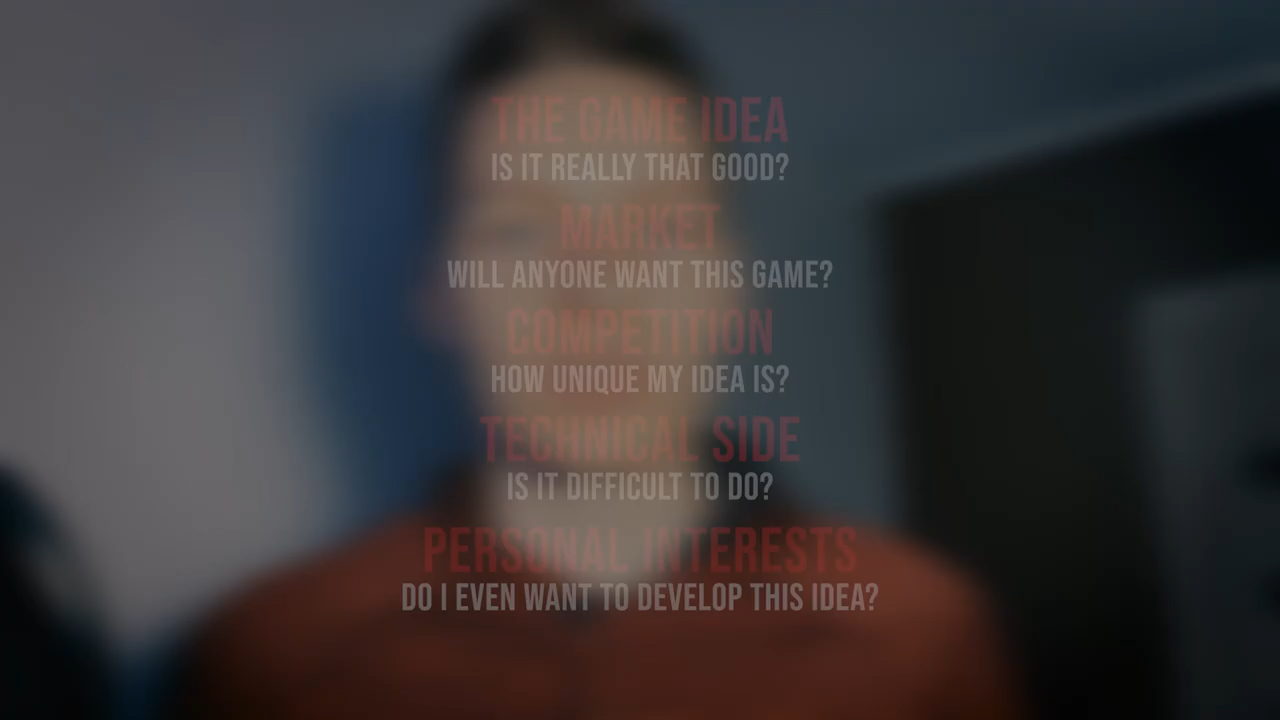 THE GAME IDEA
IS IT REALLY THAT GOOD?
MARKET
WILL ANYONE WANT THIS GAME?
COMPETITION
HOW UNIQUE MY IDEA IS?
TECHNICAL SIDE
IS IT DIFFICULT TO DO?
PERSONAL INTERESTS
DO I EVEN WANT TO DEVELOP THIS IDEA?